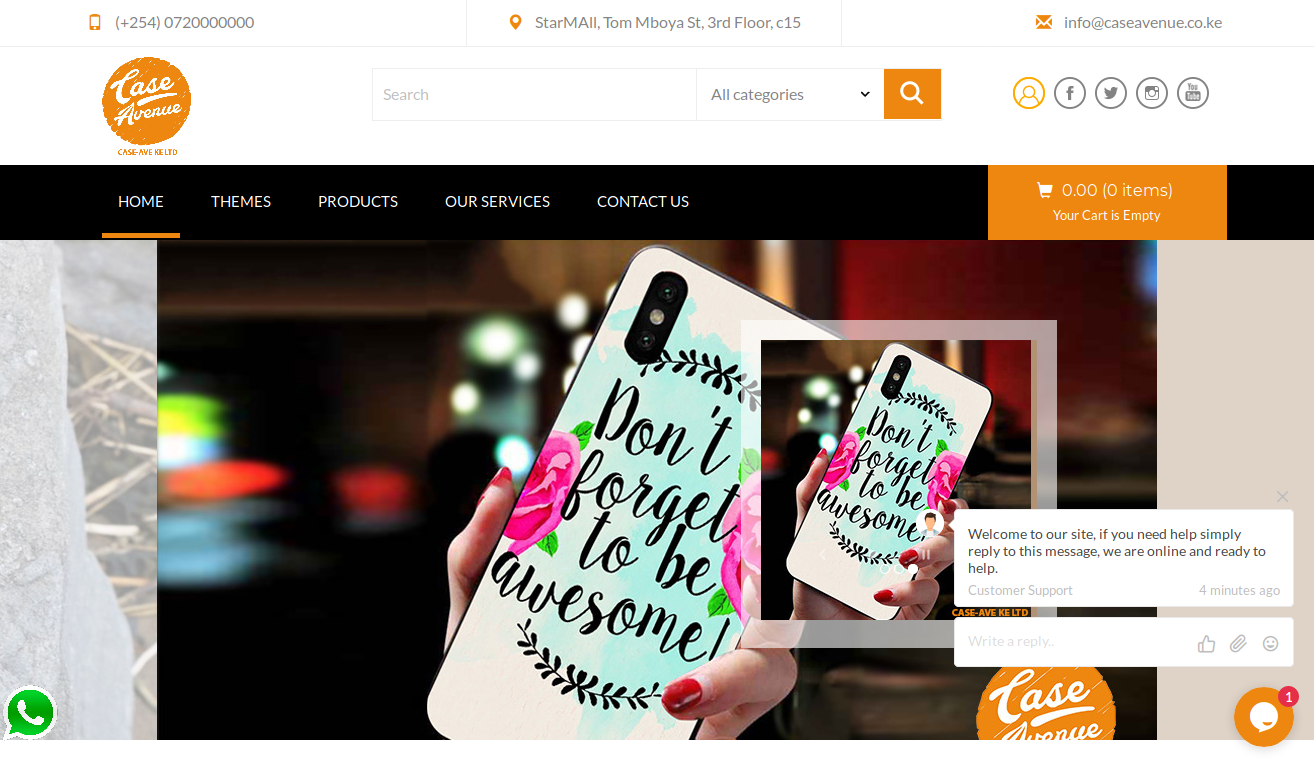 (+254) 0720000000
StarMAll, Tom Mboya St, 3rd Floor, c15
info@caseavenue.co.ke
Case
Avenue
CASE-AVE KE LTD
Search
All categories
You
Tube
HOME
THEMES
PRODUCTS
OUR SERVICES
CONTACT US
0.00 (0 items)
Your Cart is Empty
Don't
forget
to be
awesome!
Don't
forget
to be
awesome!
CASE-AVE KE LTD
Welcome to our site, if you need help simply
reply to this message, we are online and ready to
help.
Customer Support
4 minutes ago
Write a reply..
Case
Avenue
1